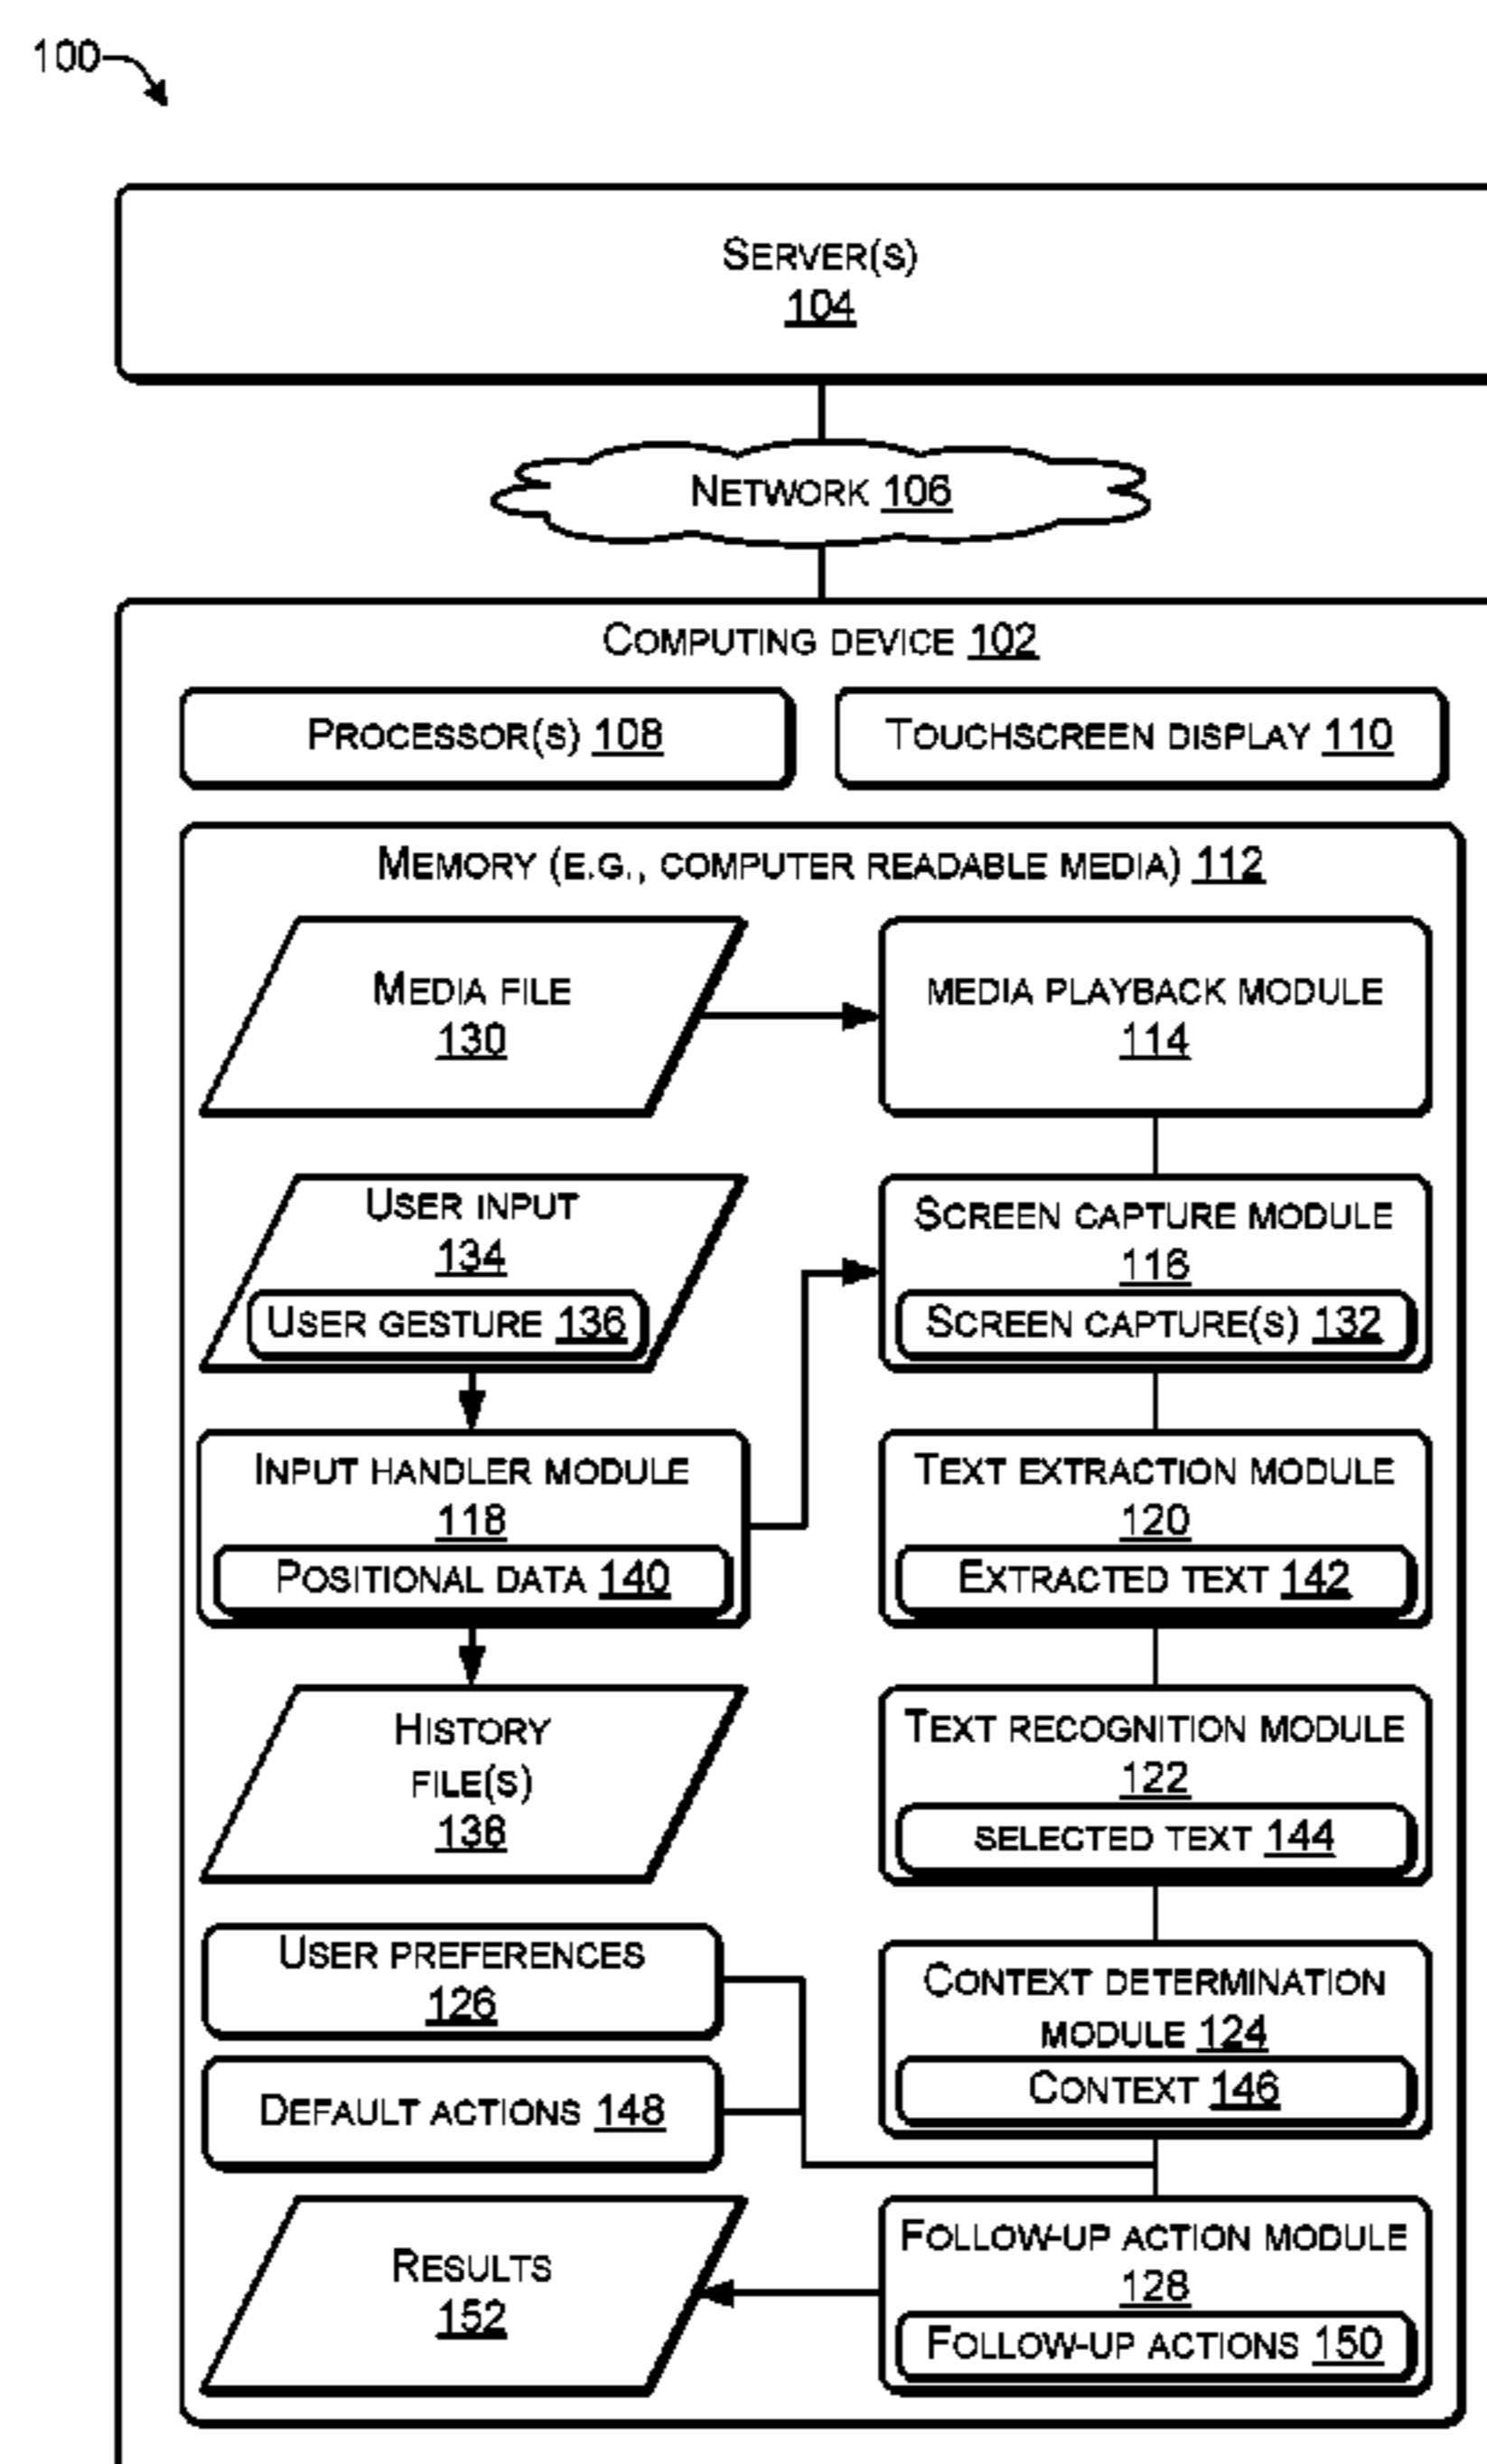 100
SERVER(S)
104
NETWORK 106
COMPUTING DEVICE 102
PROCESSOR(S) 108
TOUCHSCREEN DISPLAY 110
MEMORY (E.G., COMPUTER READABLE MEDIA) 112
MEDIA FILE
130
MEDIA PLAYBACK MODULE
114
USER INPUT
134
USER GESTURE 136
SCREEN CAPTURE MODULE
116
SCREEN CAPTURE(S) 132
INPUT HANDLER MODULE
118
POSITIONAL DATA 140
TEXT EXTRACTION MODULE
120
EXTRACTED TEXT 142
HISTORY
FILE(S)
138
TEXT RECOGNITION MODULE
122
SELECTED TEXT 144
USER PREFERENCES
126
DEFAULT ACTIONS 148
CONTEXT DETERMINATION
MODULE 124
CONTEXT 146
RESULTS
152
FOLLOW-UP ACTION MODULE
128
FOLLOW-UP ACTIONS 150